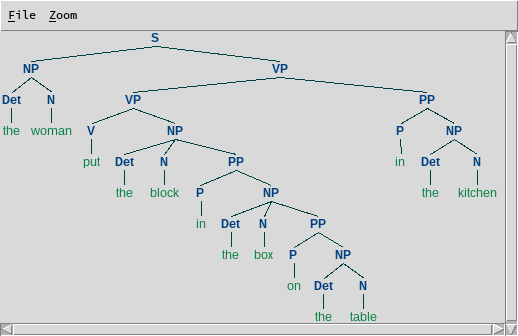 File Zoom
S
NP VP
Det N VP PP
the woman V NP P NP
put Det N PP in Det N
the block P NP the kitchen
in Det N PP
the box P NP
on Det N
the table